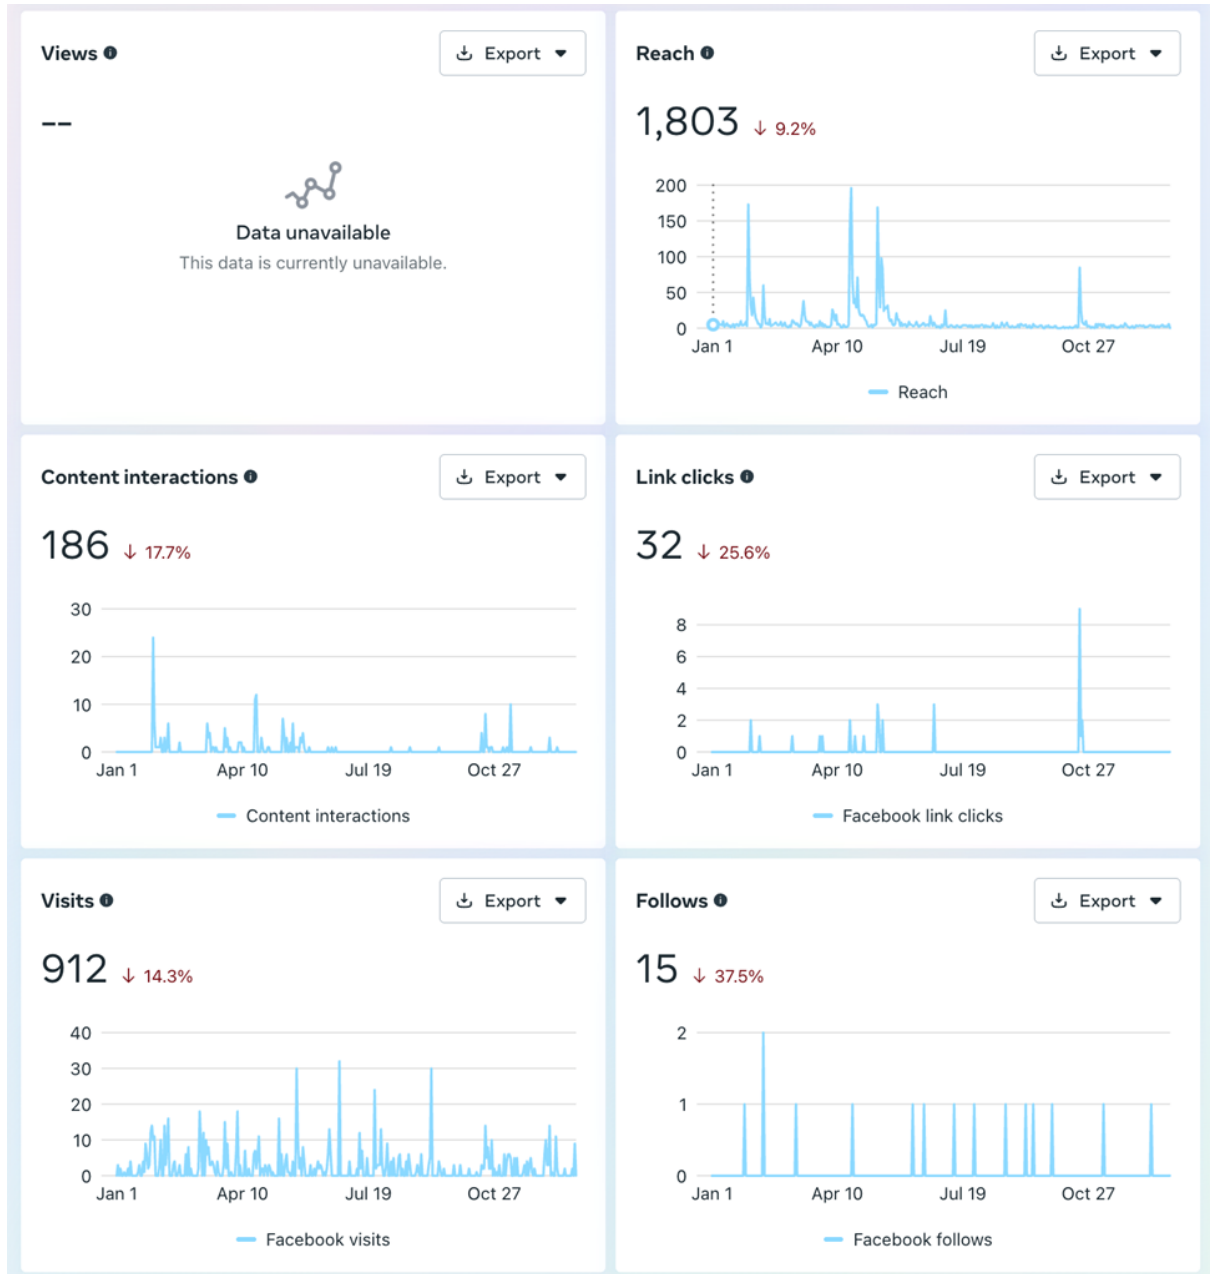 Views
Export
--
Data unavailable
This data is currently unavailable.
Reach
Export
1,803 ↓ 9.2%
200
150
100
50
0
Jan 1 Apr 10 Jul 19 Oct 27
Reach
Content interactions
Export
186 ↓ 17.7%
30
20
10
0
Jan 1 Apr 10 Jul 19 Oct 27
Content interactions
Link clicks
Export
32 ↓ 25.6%
8
6
4
2
0
Jan 1 Apr 10 Jul 19 Oct 27
Facebook link clicks
Visits
Export
912 ↓ 14.3%
40
30
20
10
0
Jan 1 Apr 10 Jul 19 Oct 27
Facebook visits
Follows
Export
15 ↓ 37.5%
2
1
0
Jan 1 Apr 10 Jul 19 Oct 27
Facebook follows